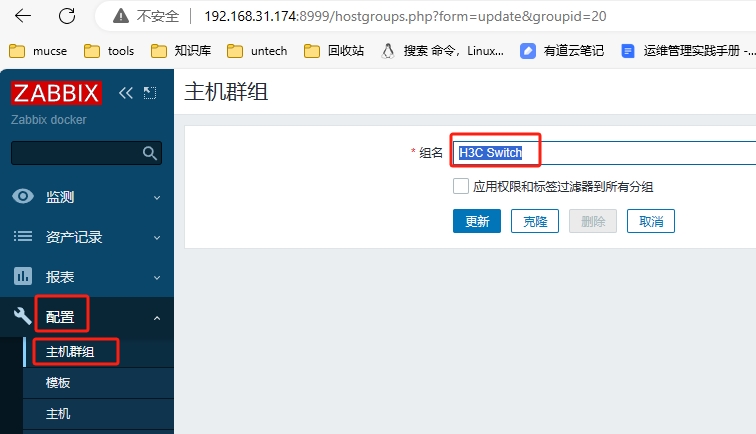 不安全 192.168.31.174:8999/hostgroups.php?form=update&groupid=20
mucse tools 知识库 untech 回收站 搜索 命令，Linux... 有道云笔记 运维管理实践手册 -...
ZABBIX
Zabbix docker
监测
资产记录
报表
配置
主机群组
模板
主机
主机群组
* 组名 H3C Switch
应用权限和标签过滤器到所有分组
更新 克隆 删除 取消